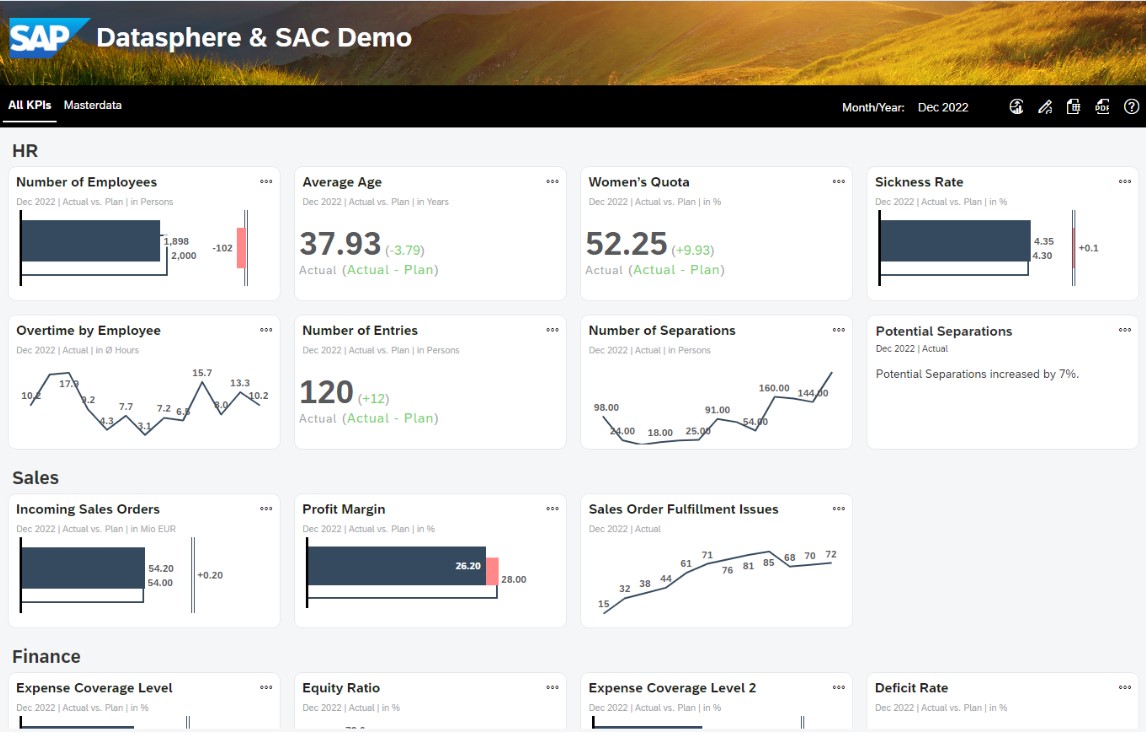 SAP Datasphere & SAC Demo
All KPIs Masterdata Month/Year: Dec 2022 PDF ?
HR
Number of Employees
Dec 2022 | Actual vs. Plan | in Persons
1,898
-102
2,000
Average Age
Dec 2022 | Actual vs. Plan | in Years
37.93 (-3.79)
Actual (Actual - Plan)
Women's Quota
Dec 2022 | Actual vs. Plan | in %
52.25 (+9.93)
Actual (Actual - Plan)
Sickness Rate
Dec 2022 | Actual vs. Plan | in %
4.35
+0.1
4.30
Overtime by Employee
Dec 2022 | Actual | in Ø Hours
10.2 17.9 9.2 4.3 7.7 3.1 7.2 6.5 15.7 8.0 13.3 10.2
Number of Entries
Dec 2022 | Actual vs. Plan | in Persons
120 (+12)
Actual (Actual - Plan)
Number of Separations
Dec 2022 | Actual | in Persons
98.00 24.00 18.00 25.00 91.00 54.00 160.00 144.00
Potential Separations
Dec 2022 | Actual
Potential Separations increased by 7%.
Sales
Incoming Sales Orders
Dec 2022 | Actual vs. Plan | in Mio EUR
54.20
+0.20
54.00
Profit Margin
Dec 2022 | Actual vs. Plan | in %
26.20
28.00
Sales Order Fulfillment Issues
Dec 2022 | Actual
15 32 38 44 61 71 76 81 85 68 70 72
Finance
Expense Coverage Level
Dec 2022 | Actual vs. Plan | in %
Equity Ratio
Dec 2022 | Actual | in %
Expense Coverage Level 2
Dec 2022 | Actual vs. Plan | in %
Deficit Rate
Dec 2022 | Actual vs. Plan | in %